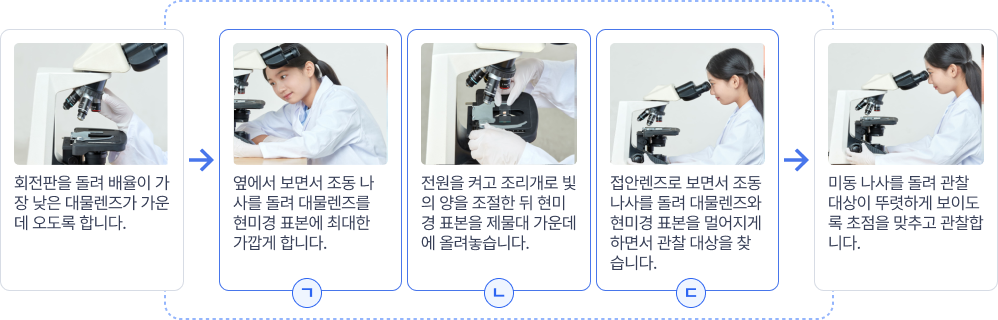 회전판을 돌려 배율이 가
장 낮은 대물렌즈가 가운
데 오도록 합니다.
옆에서 보면서 조동 나
사를 돌려 대물렌즈를
현미경 표본에 최대한
가깝게 합니다.
ㄱ
전원을 켜고 조리개로 빛
의 양을 조절한 뒤 현미
경 표본을 제물대 가운데
에 올려놓습니다.
ㄴ
접안렌즈로 보면서 조동
나사를 돌려 대물렌즈와
현미경 표본을 멀어지게
하면서 관찰 대상을 찾
습니다.
ㄷ
미동 나사를 돌려 관찰
대상이 뚜렷하게 보이도
록 초점을 맞추고 관찰합
니다.